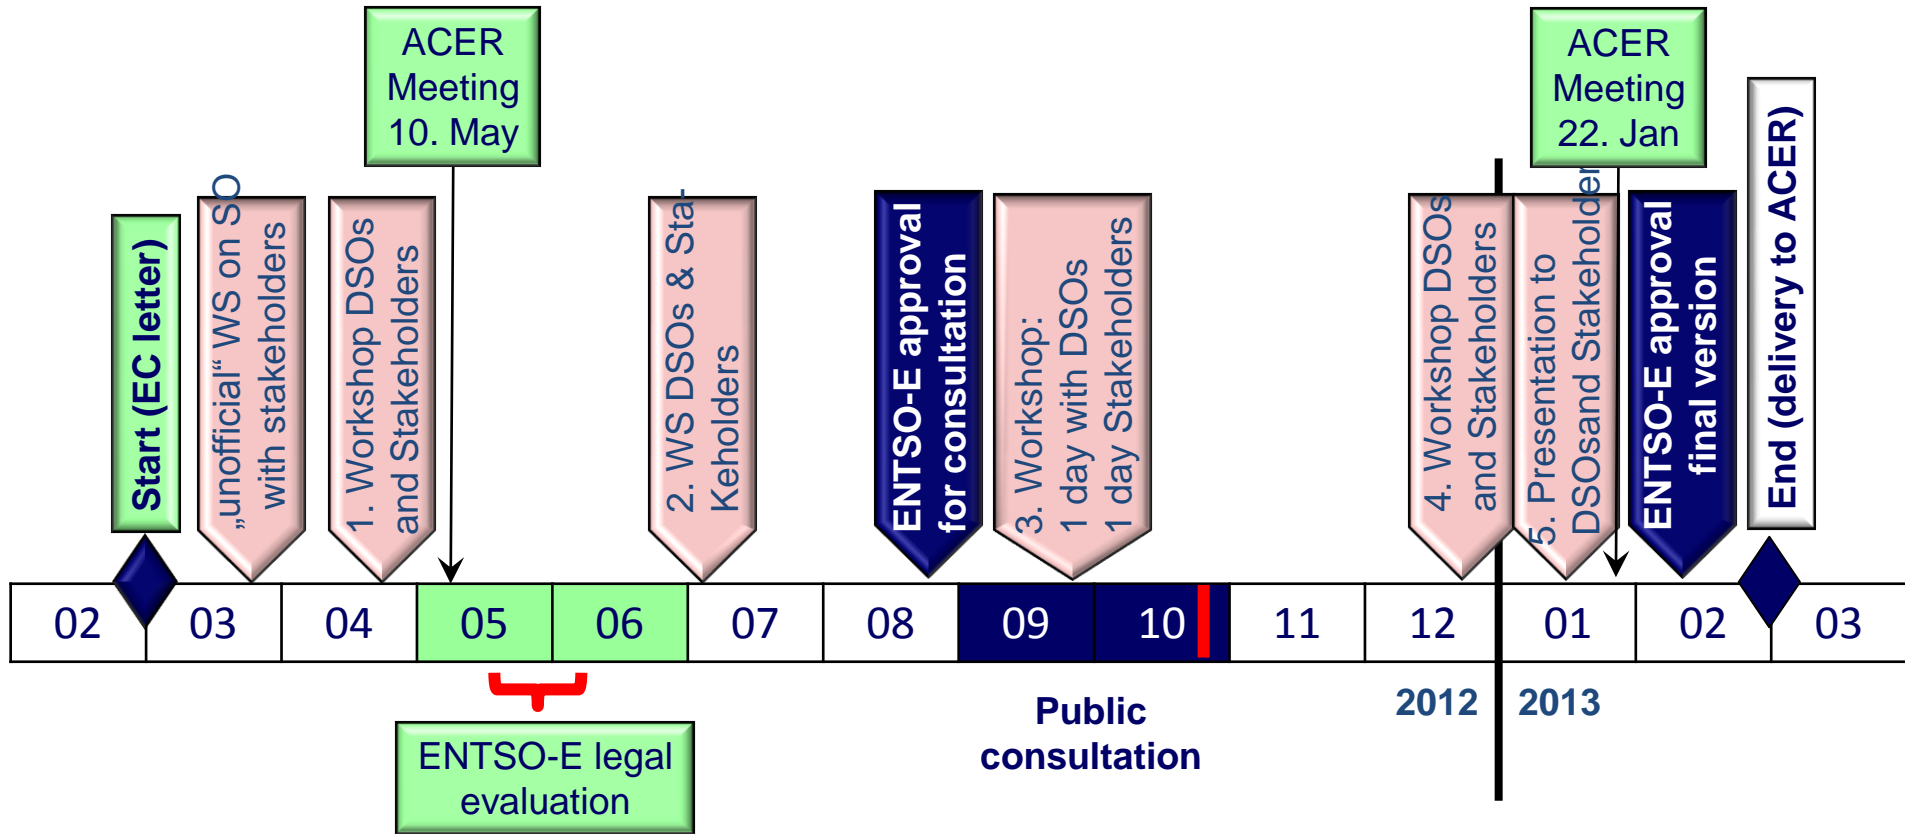 ACER
Meeting
10. May
ACER
Meeting
22. Jan
Start (EC letter)
„unofficial“ WS on SO
with stakeholders
1. Workshop DSOs
and Stakeholders
2. WS DSOs & Sta-
Keholders
ENTSO-E approval
for consultation
3. Workshop:
1 day with DSOs
1 day Stakeholders
4. Workshop DSOs
and Stakeholders
5. Presentation to
DSOsand Stakeholder
ENTSO-E approval
final version
End (delivery to ACER)
02 03 04 05 06 07 08 09 10 11 12 01 02 03
2012 2013
Public
consultation
ENTSO-E legal
evaluation